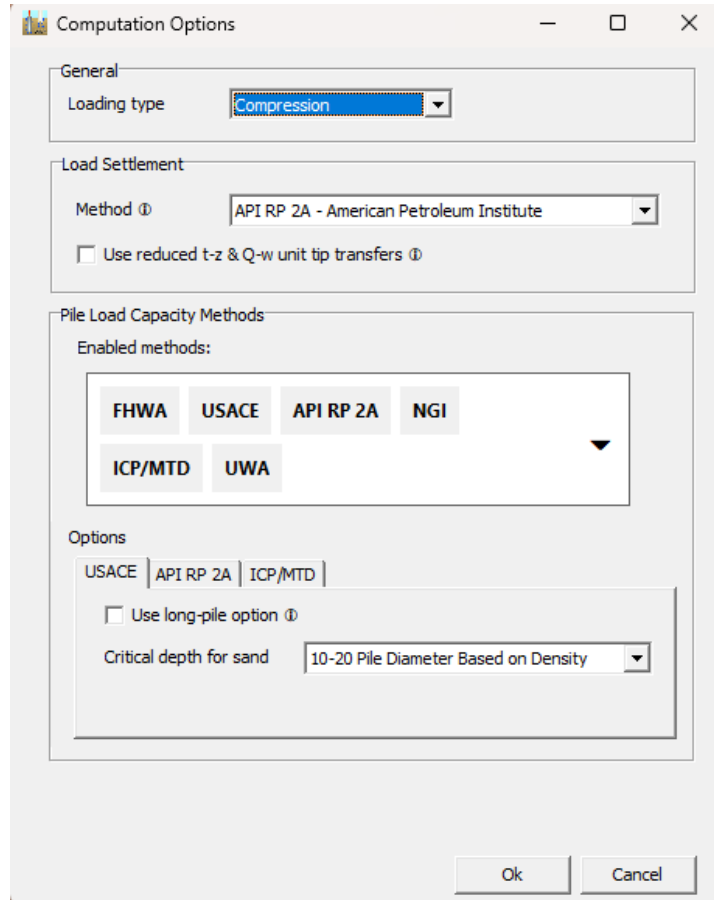 Computation Options
General
Loading type Compression
Load Settlement
Method API RP 2A - American Petroleum Institute
Use reduced t-z & Q-w unit tip transfers
Pile Load Capacity Methods
Enabled methods:
FHWA USACE API RP 2A NGI
ICP/MTD UWA
Options
USACE API RP 2A ICP/MTD
Use long-pile option
Critical depth for sand 10-20 Pile Diameter Based on Density
Ok Cancel